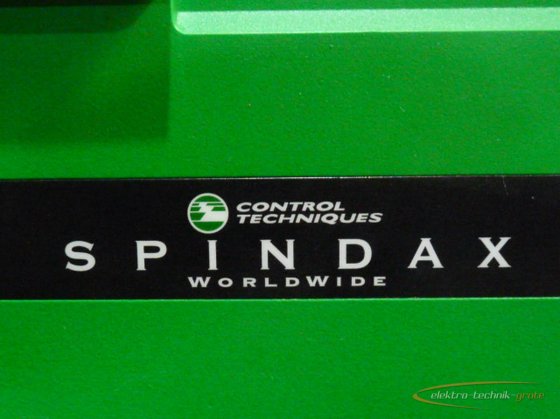 CONTROL
TECHNIQUES
SPINDAX
WORLDWIDE
elektro-technik-grote